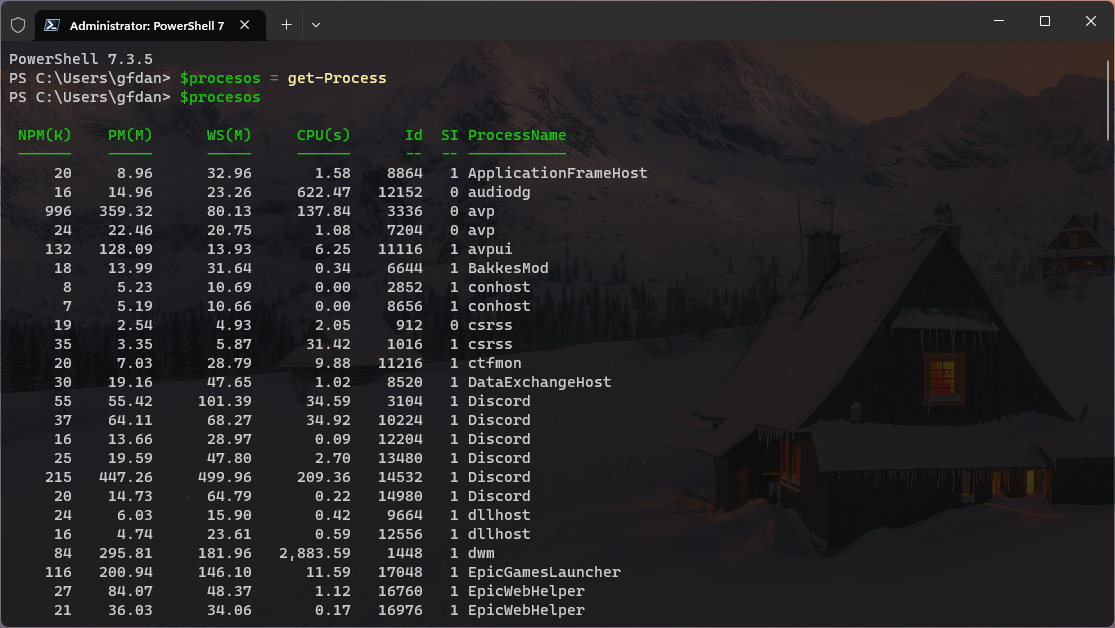 Administrator: PowerShell 7
PowerShell 7.3.5
PS C:\Users\gfdan> $procesos = get-Process
PS C:\Users\gfdan> $procesos
NPM(K) PM(M) WS(M) CPU(s) Id SI ProcessName
------ ----- ----- ------ -- -- -----------
20 8.96 32.96 1.58 8864 1 ApplicationFrameHost
16 14.96 23.26 622.47 12152 0 audiodg
996 359.32 80.13 137.84 3336 0 avp
24 22.46 20.75 1.08 7204 0 avp
132 128.09 13.93 6.25 11116 1 avpui
18 13.99 31.64 0.34 6644 1 BakkesMod
8 5.23 10.69 0.00 2852 1 conhost
7 5.19 10.66 0.00 8656 1 conhost
19 2.54 4.93 2.05 912 0 csrss
35 3.35 5.87 31.42 1016 1 csrss
20 7.03 28.79 9.88 11216 1 ctfmon
30 19.16 47.65 1.02 8520 1 DataExchangeHost
55 55.42 101.39 34.59 3104 1 Discord
37 64.11 68.27 34.92 10224 1 Discord
16 13.66 28.97 0.09 12204 1 Discord
25 19.59 47.80 2.70 13480 1 Discord
215 447.26 499.96 209.36 14532 1 Discord
20 14.73 64.79 0.22 14980 1 Discord
24 6.03 15.90 0.42 9664 1 dllhost
16 4.74 23.61 0.59 12556 1 dllhost
84 295.81 181.96 2,883.59 1448 1 dwm
116 200.94 146.10 11.59 17048 1 EpicGamesLauncher
27 84.07 48.37 1.12 16760 1 EpicWebHelper
21 36.03 34.06 0.17 16976 1 EpicWebHelper